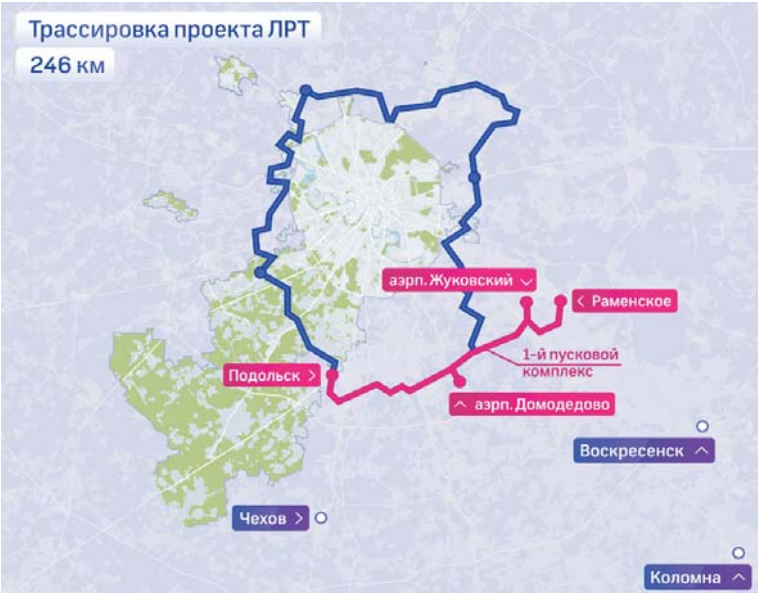 Трассировка проекта ЛРТ
246 км
аэрп. Жуковский
Раменское
1-й пусковой
комплекс
Подольск
аэрп. Домодедово
Воскресенск
Чехов
Коломна